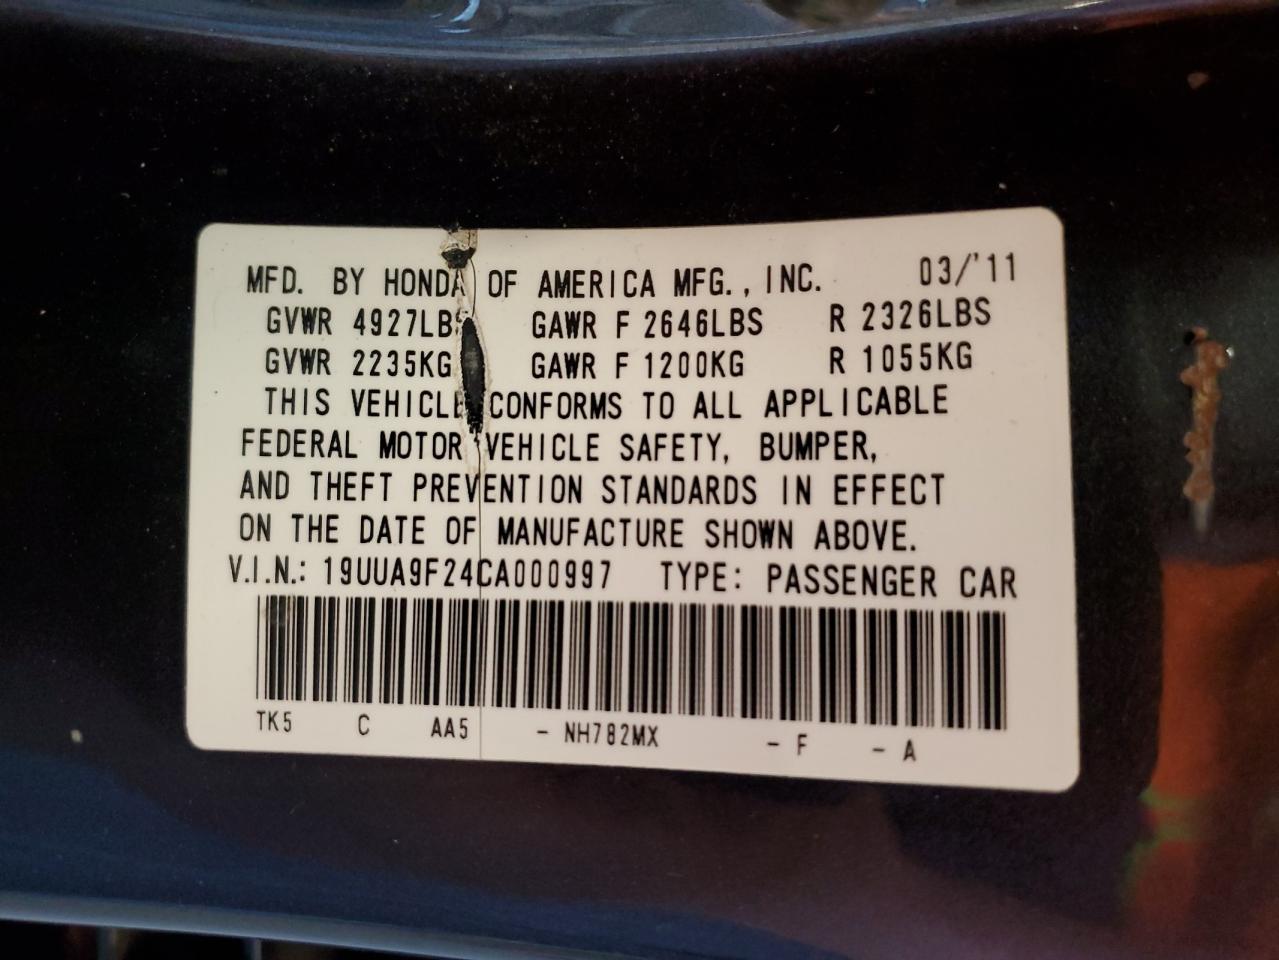 MFD. BY HONDA OF AMERICA MFG., INC. 03/'11
GVWR 4927LBS GAWR F 2646LBS R 2326LBS
GVWR 2235KG GAWR F 1200KG R 1055KG
THIS VEHICLE CONFORMS TO ALL APPLICABLE
FEDERAL MOTOR VEHICLE SAFETY, BUMPER,
AND THEFT PREVENTION STANDARDS IN EFFECT
ON THE DATE OF MANUFACTURE SHOWN ABOVE.
V.I.N.: 19UUA9F24CA000997 TYPE: PASSENGER CAR
TK5 C AA5 - NH782MX - F - A